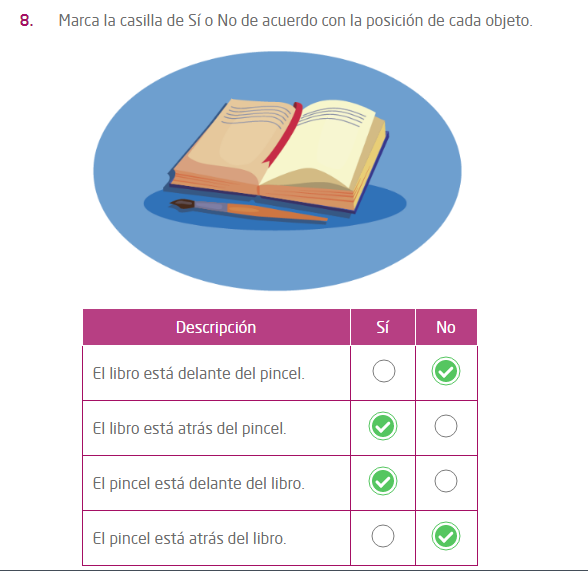 8. Marca la casilla de Sí o No de acuerdo con la posición de cada objeto.
Descripción Sí No
El libro está delante del pincel.
El libro está atrás del pincel.
El pincel está delante del libro.
El pincel está atrás del libro.